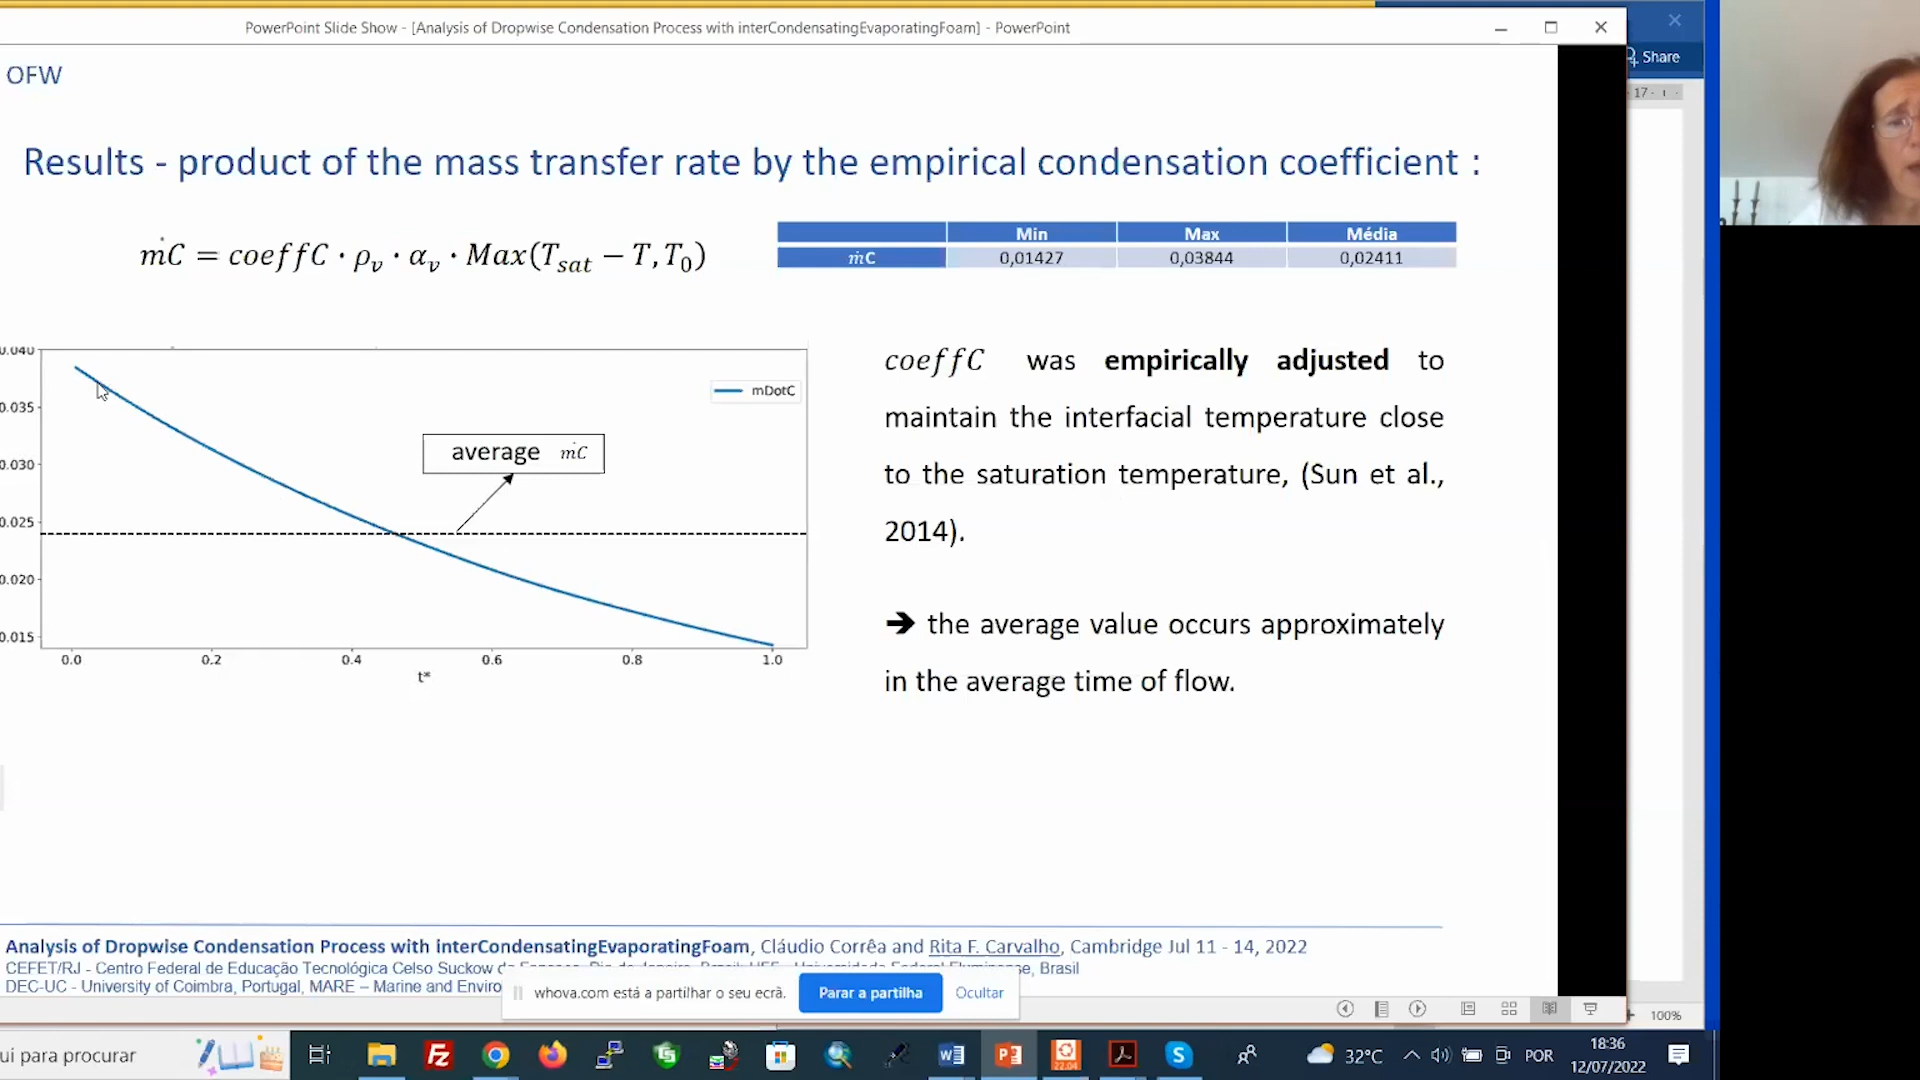 PowerPoint Slide Show - [Analysis of Dropwise Condensation Process with interCondensatingEvaporatingFoam] - PowerPoint
Share
17
OFW
Results - product of the mass transfer rate by the empirical condensation coefficient :
ṁC = coeffC · ρv · αv · Max(Tsat − T, T0)
Min Max Média
ṁC 0,01427 0,03844 0,02411
0.040
0.035
0.030
0.025
0.020
0.015
mDotC
average ṁC
0.0 0.2 0.4 0.6 0.8 1.0
t*
coeffC was empirically adjusted to
maintain the interfacial temperature close
to the saturation temperature, (Sun et al.,
2014).
➔ the average value occurs approximately
in the average time of flow.
Analysis of Dropwise Condensation Process with interCondensatingEvaporatingFoam, Cláudio Corrêa and Rita F. Carvalho, Cambridge Jul 11 - 14, 2022
CEFET/RJ - Centro Federal de Educação Tecnológica Celso Suckow Brasil
DEC-UC - University of Coimbra, Portugal, MARE – Marine and Enviro
whova.com está a partilhar o seu ecrã. Parar a partilha Ocultar
100%
ui para procurar
22.04
32°C
POR
18:36
12/07/2022